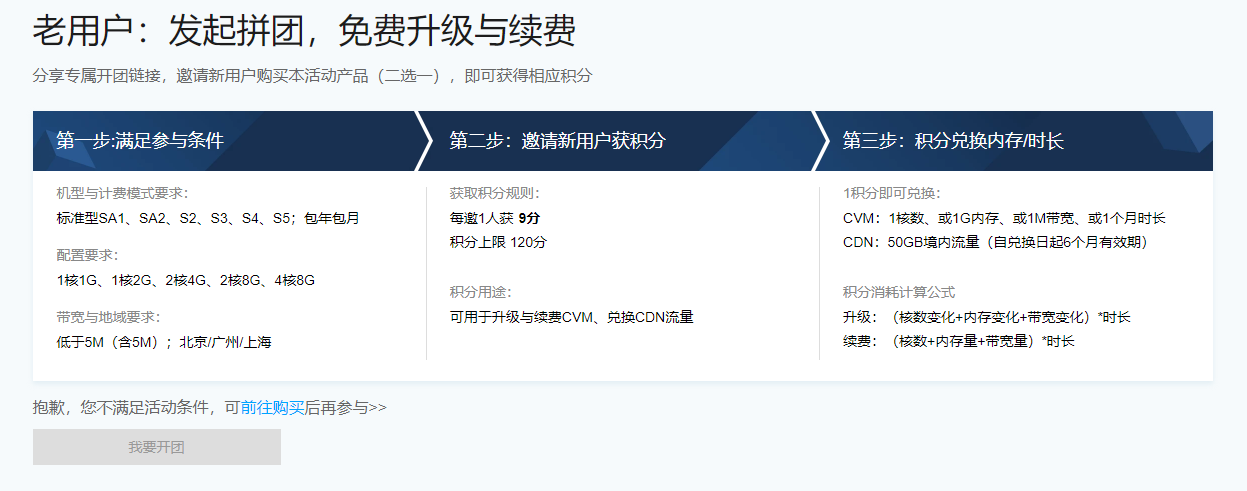 老用户：发起拼团，免费升级与续费
分享专属开团链接，邀请新用户购买本活动产品（二选一），即可获得相应积分
第一步:满足参与条件
机型与计费模式要求：
标准型SA1、SA2、S2、S3、S4、S5；包年包月
配置要求：
1核1G、1核2G、2核4G、2核8G、4核8G
带宽与地域要求：
低于5M（含5M）；北京/广州/上海
第二步：邀请新用户获积分
获取积分规则：
每邀1人获 9分
积分上限 120分
积分用途：
可用于升级与续费CVM、兑换CDN流量
第三步：积分兑换内存/时长
1积分即可兑换：
CVM：1核数、或1G内存、或1M带宽、或1个月时长
CDN：50GB境内流量（自兑换日起6个月有效期）
积分消耗计算公式
升级：（核数变化+内存变化+带宽变化）*时长
续费：（核数+内存量+带宽量）*时长
抱歉，您不满足活动条件，可前往购买后再参与>>
我要开团